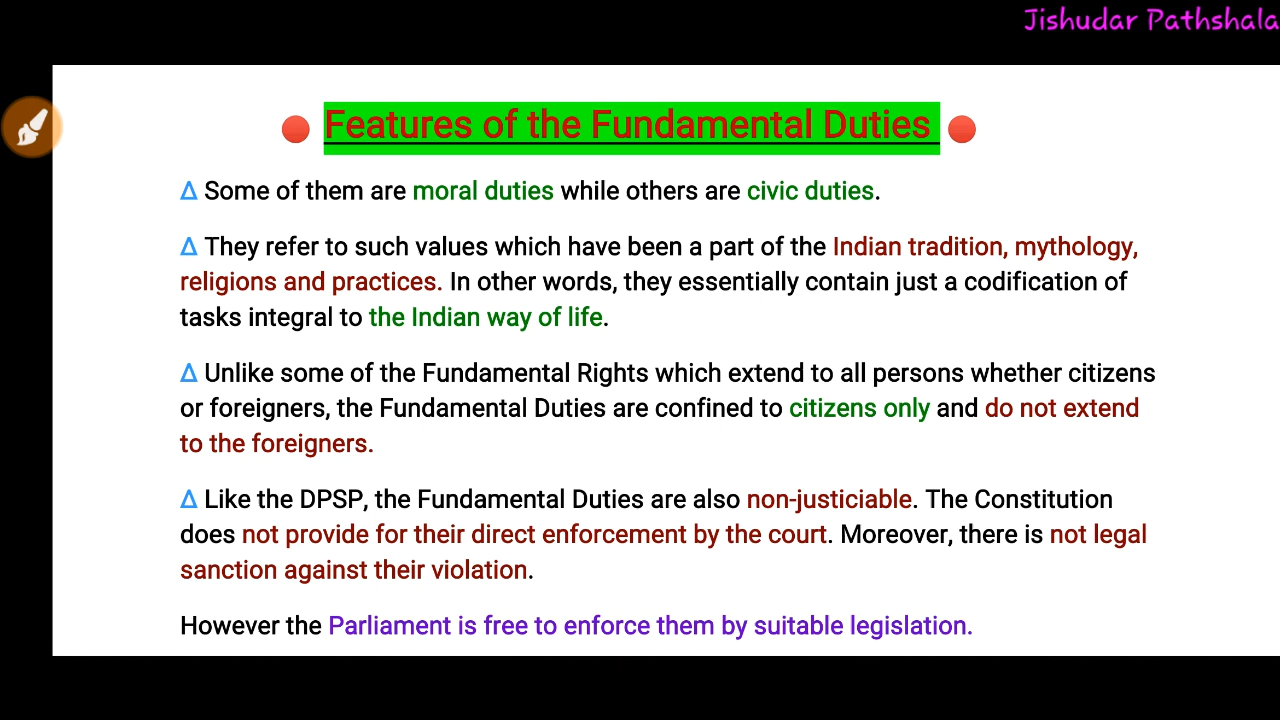 Jishudar Pathshala
Features of the Fundamental Duties
Δ Some of them are moral duties while others are civic duties.
Δ They refer to such values which have been a part of the Indian tradition, mythology,
religions and practices. In other words, they essentially contain just a codification of
tasks integral to the Indian way of life.
Δ Unlike some of the Fundamental Rights which extend to all persons whether citizens
or foreigners, the Fundamental Duties are confined to citizens only and do not extend
to the foreigners.
Δ Like the DPSP, the Fundamental Duties are also non-justiciable. The Constitution
does not provide for their direct enforcement by the court. Moreover, there is not legal
sanction against their violation.
However the Parliament is free to enforce them by suitable legislation.